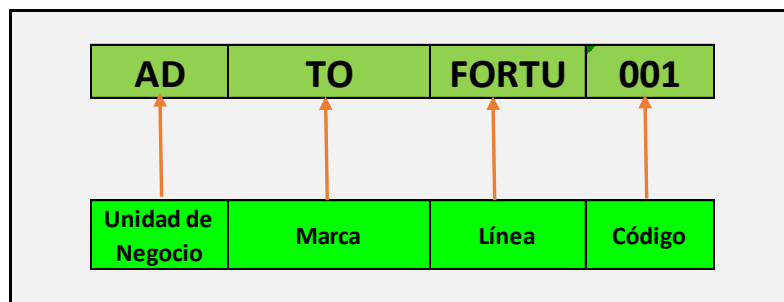 AD TO FORTU 001
Unidad de
Negocio
Marca
Línea
Código